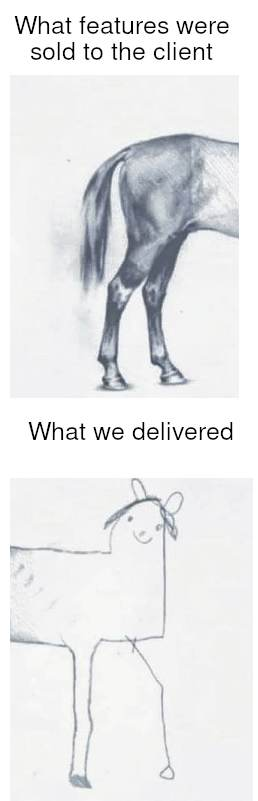 What features were
sold to the client
What we delivered